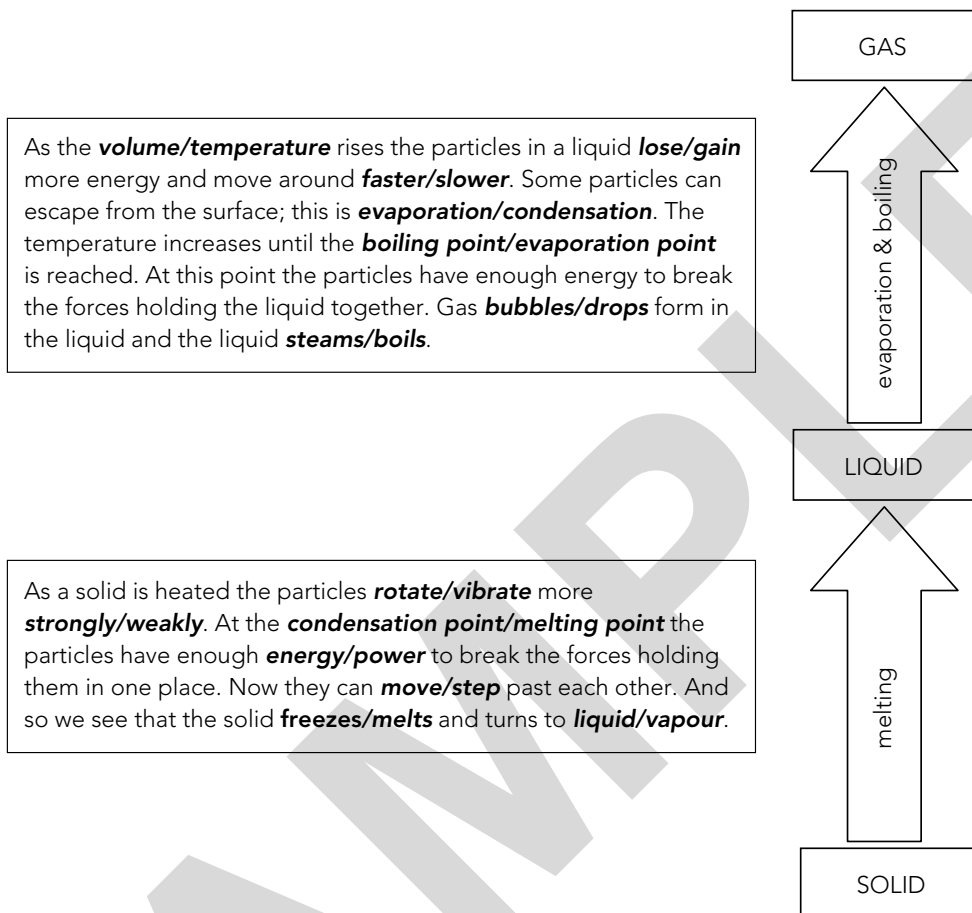 GAS
As the volume/temperature rises the particles in a liquid lose/gain
more energy and move around faster/slower. Some particles can
escape from the surface; this is evaporation/condensation. The
temperature increases until the boiling point/evaporation point
is reached. At this point the particles have enough energy to break
the forces holding the liquid together. Gas bubbles/drops form in
the liquid and the liquid steams/boils.
evaporation & boiling
LIQUID
As a solid is heated the particles rotate/vibrate more
strongly/weakly. At the condensation point/melting point the
particles have enough energy/power to break the forces holding
them in one place. Now they can move/step past each other. And
so we see that the solid freezes/melts and turns to liquid/vapour.
melting
SOLID